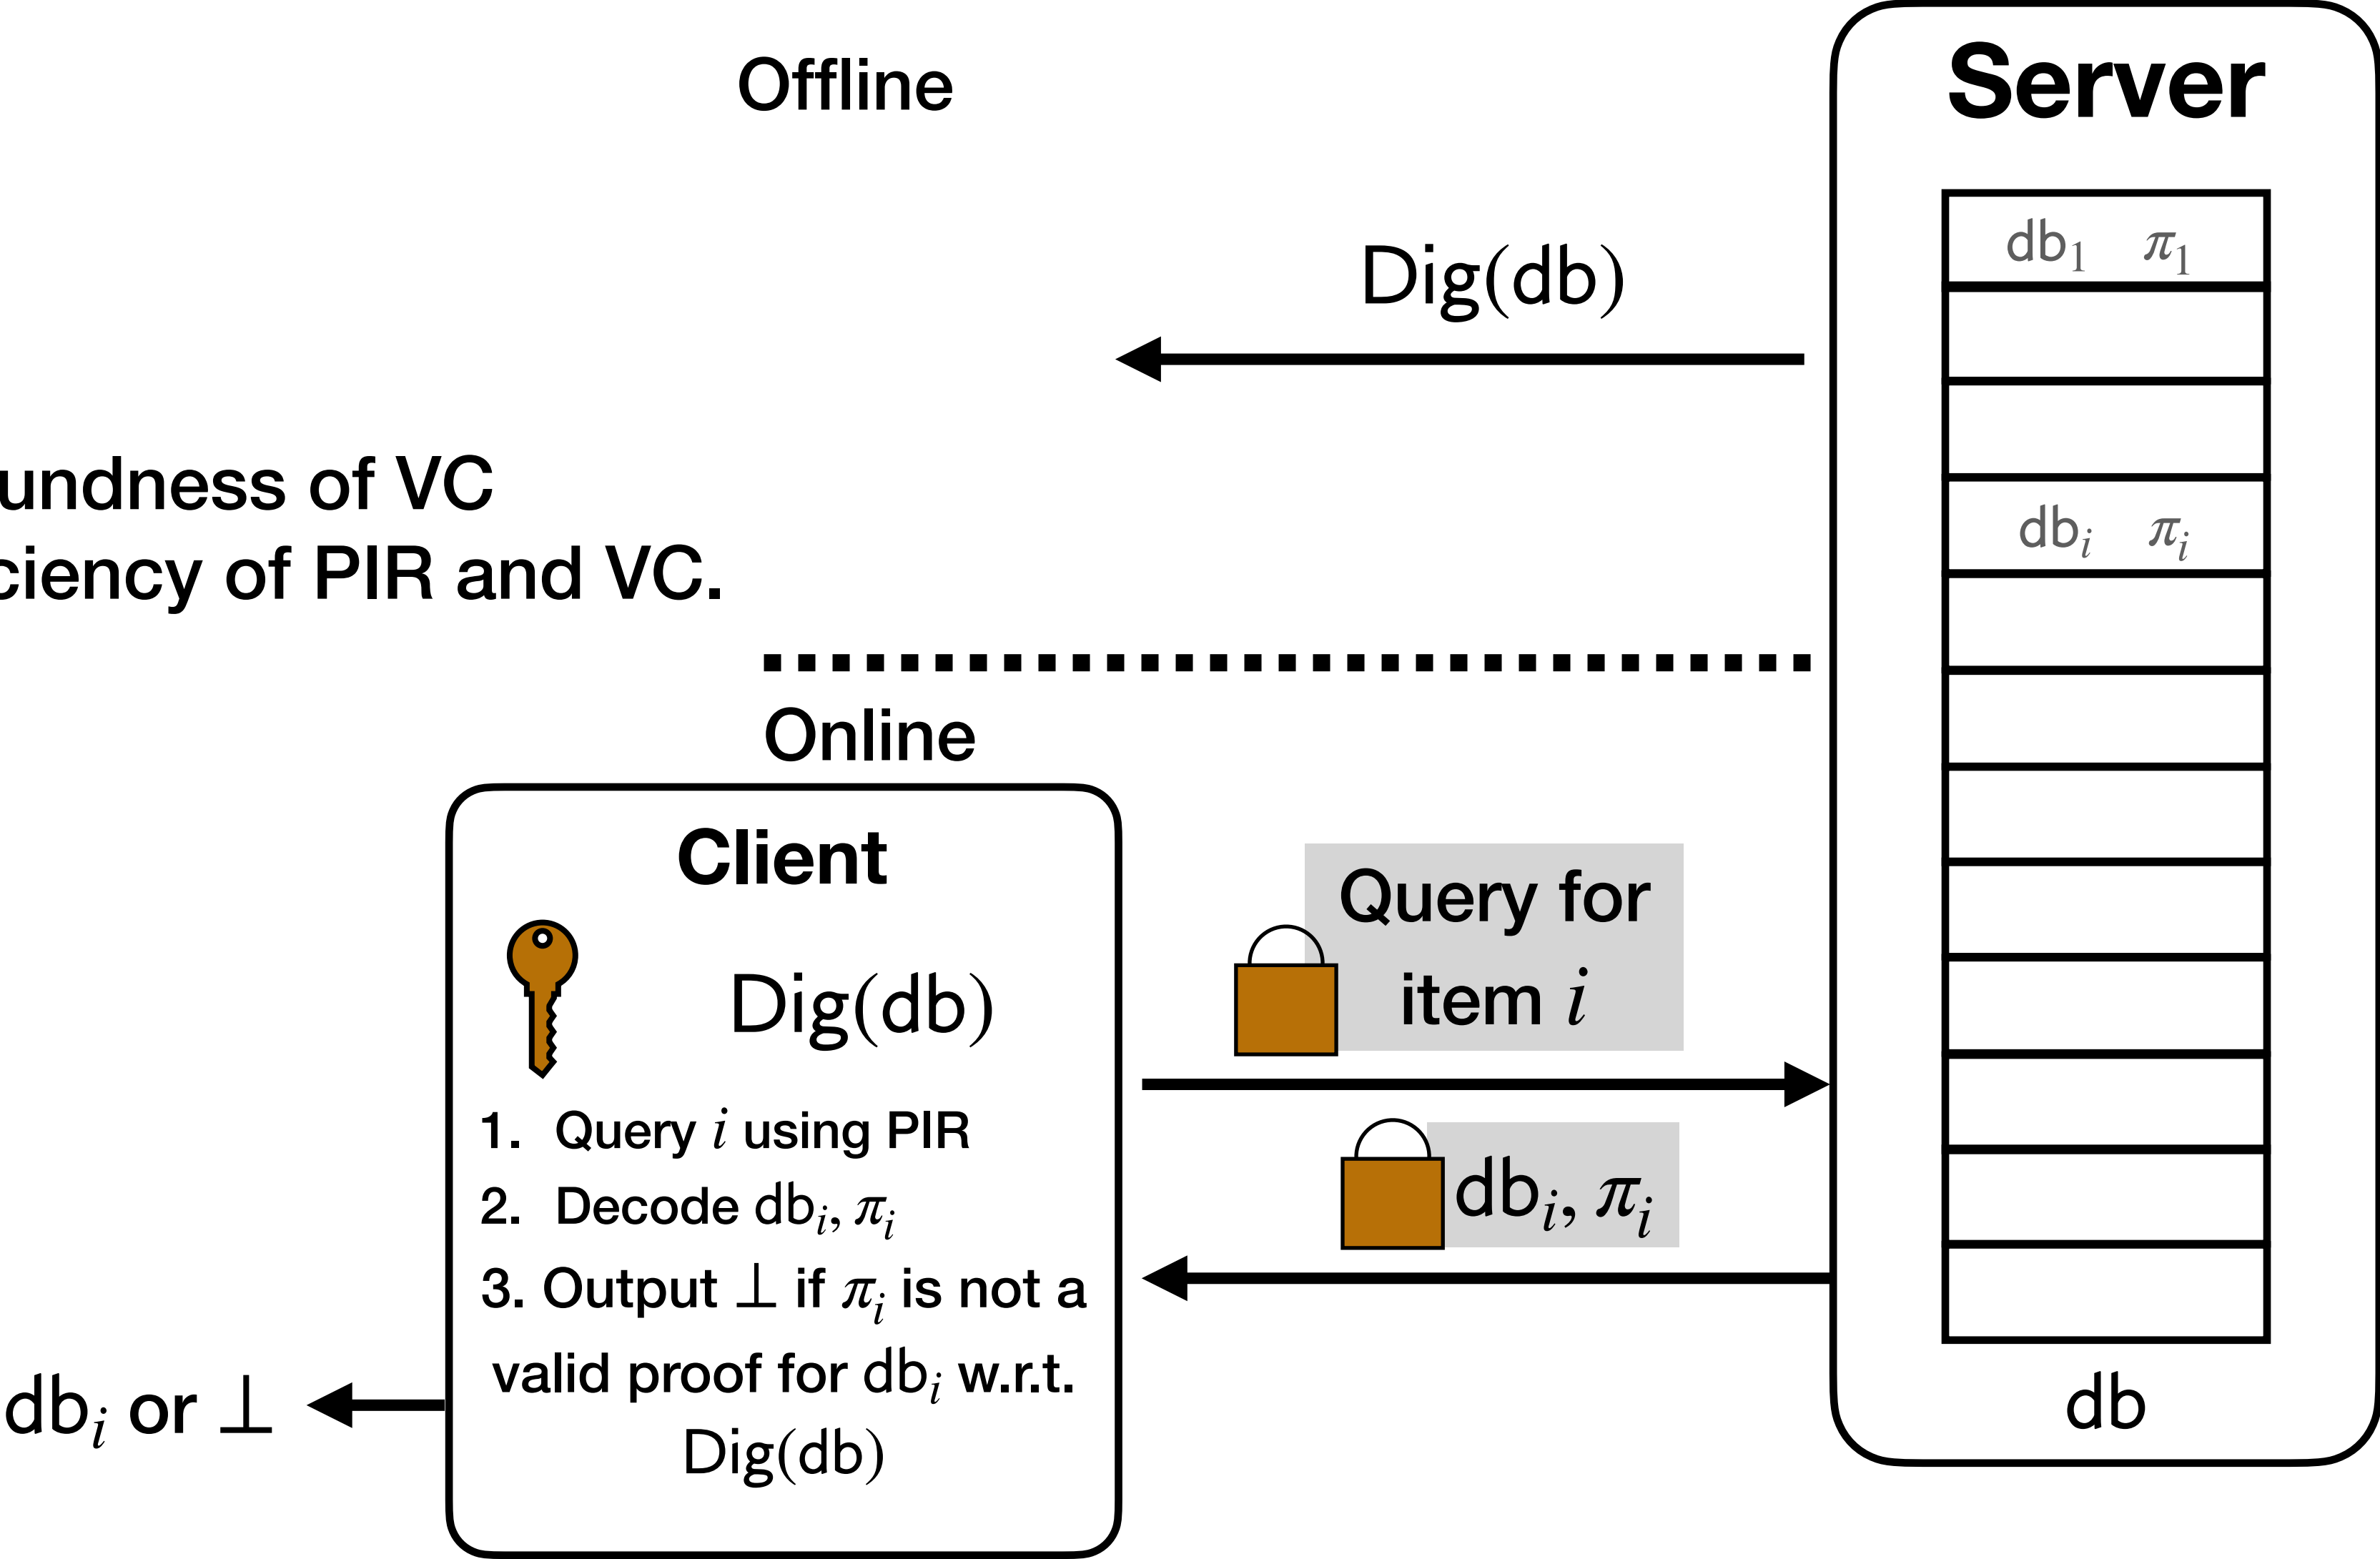 Offline
Server
db₁ π₁
Dig(db)
of VC
dbᵢ πᵢ
of PIR and VC.
Online
Client
Query for
item i
Dig(db)
1. Query i using PIR
2. Decode dbᵢ, πᵢ
dbᵢ, πᵢ
3. Output ⊥ if πᵢ is not a
valid proof for dbᵢ w.r.t.
Dig(db)
dbᵢ or ⊥
db